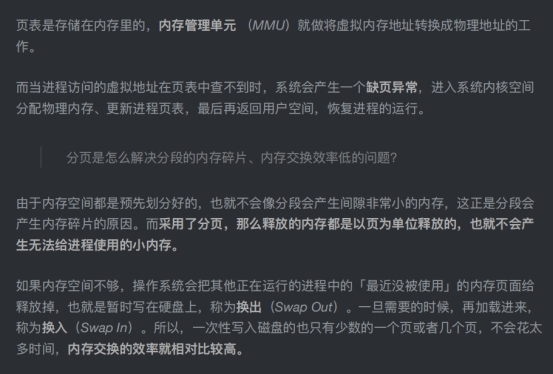 页表是存储在内存里的，内存管理单元 （MMU）就做将虚拟内存地址转换成物理地址的工
作。
而当进程访问的虚拟地址在页表中查不到时，系统会产生一个缺页异常，进入系统内核空间
分配物理内存、更新进程页表，最后再返回用户空间，恢复进程的运行。
分页是怎么解决分段的内存碎片、内存交换效率低的问题？
由于内存空间都是预先划分好的，也就不会像分段会产生间隙非常小的内存，这正是分段会
产生内存碎片的原因。而采用了分页，那么释放的内存都是以页为单位释放的，也就不会产
生无法给进程使用的小内存。
如果内存空间不够，操作系统会把其他正在运行的进程中的「最近没被使用」的内存页面给
释放掉，也就是暂时写在硬盘上，称为换出（Swap Out）。一旦需要的时候，再加载进来，
称为换入（Swap In）。所以，一次性写入磁盘的也只有少数的一个页或者几个页，不会花太
多时间，内存交换的效率就相对比较高。